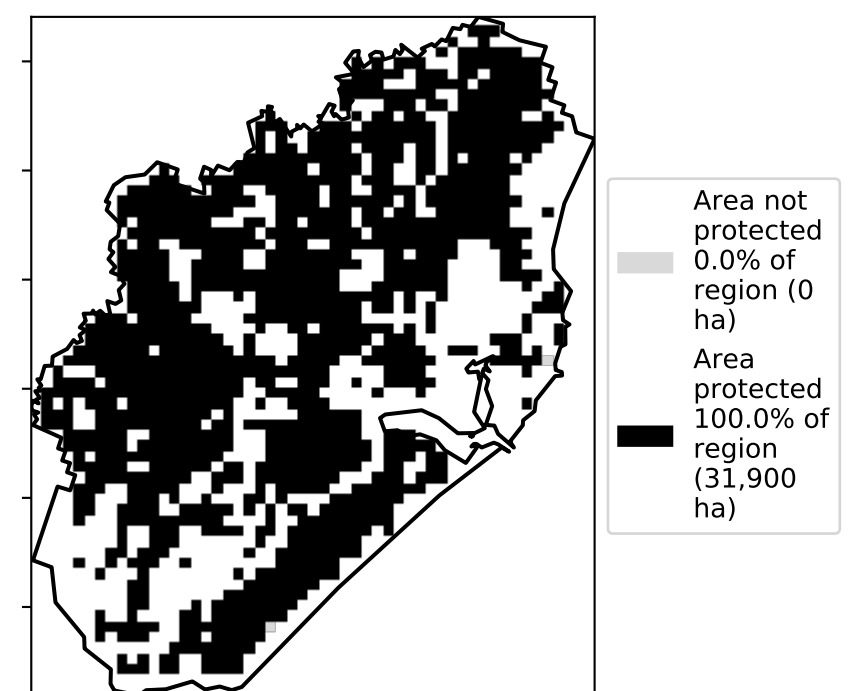 Area not
protected
0.0% of
region (0
ha)
Area
protected
100.0% of
region
(31,900
ha)